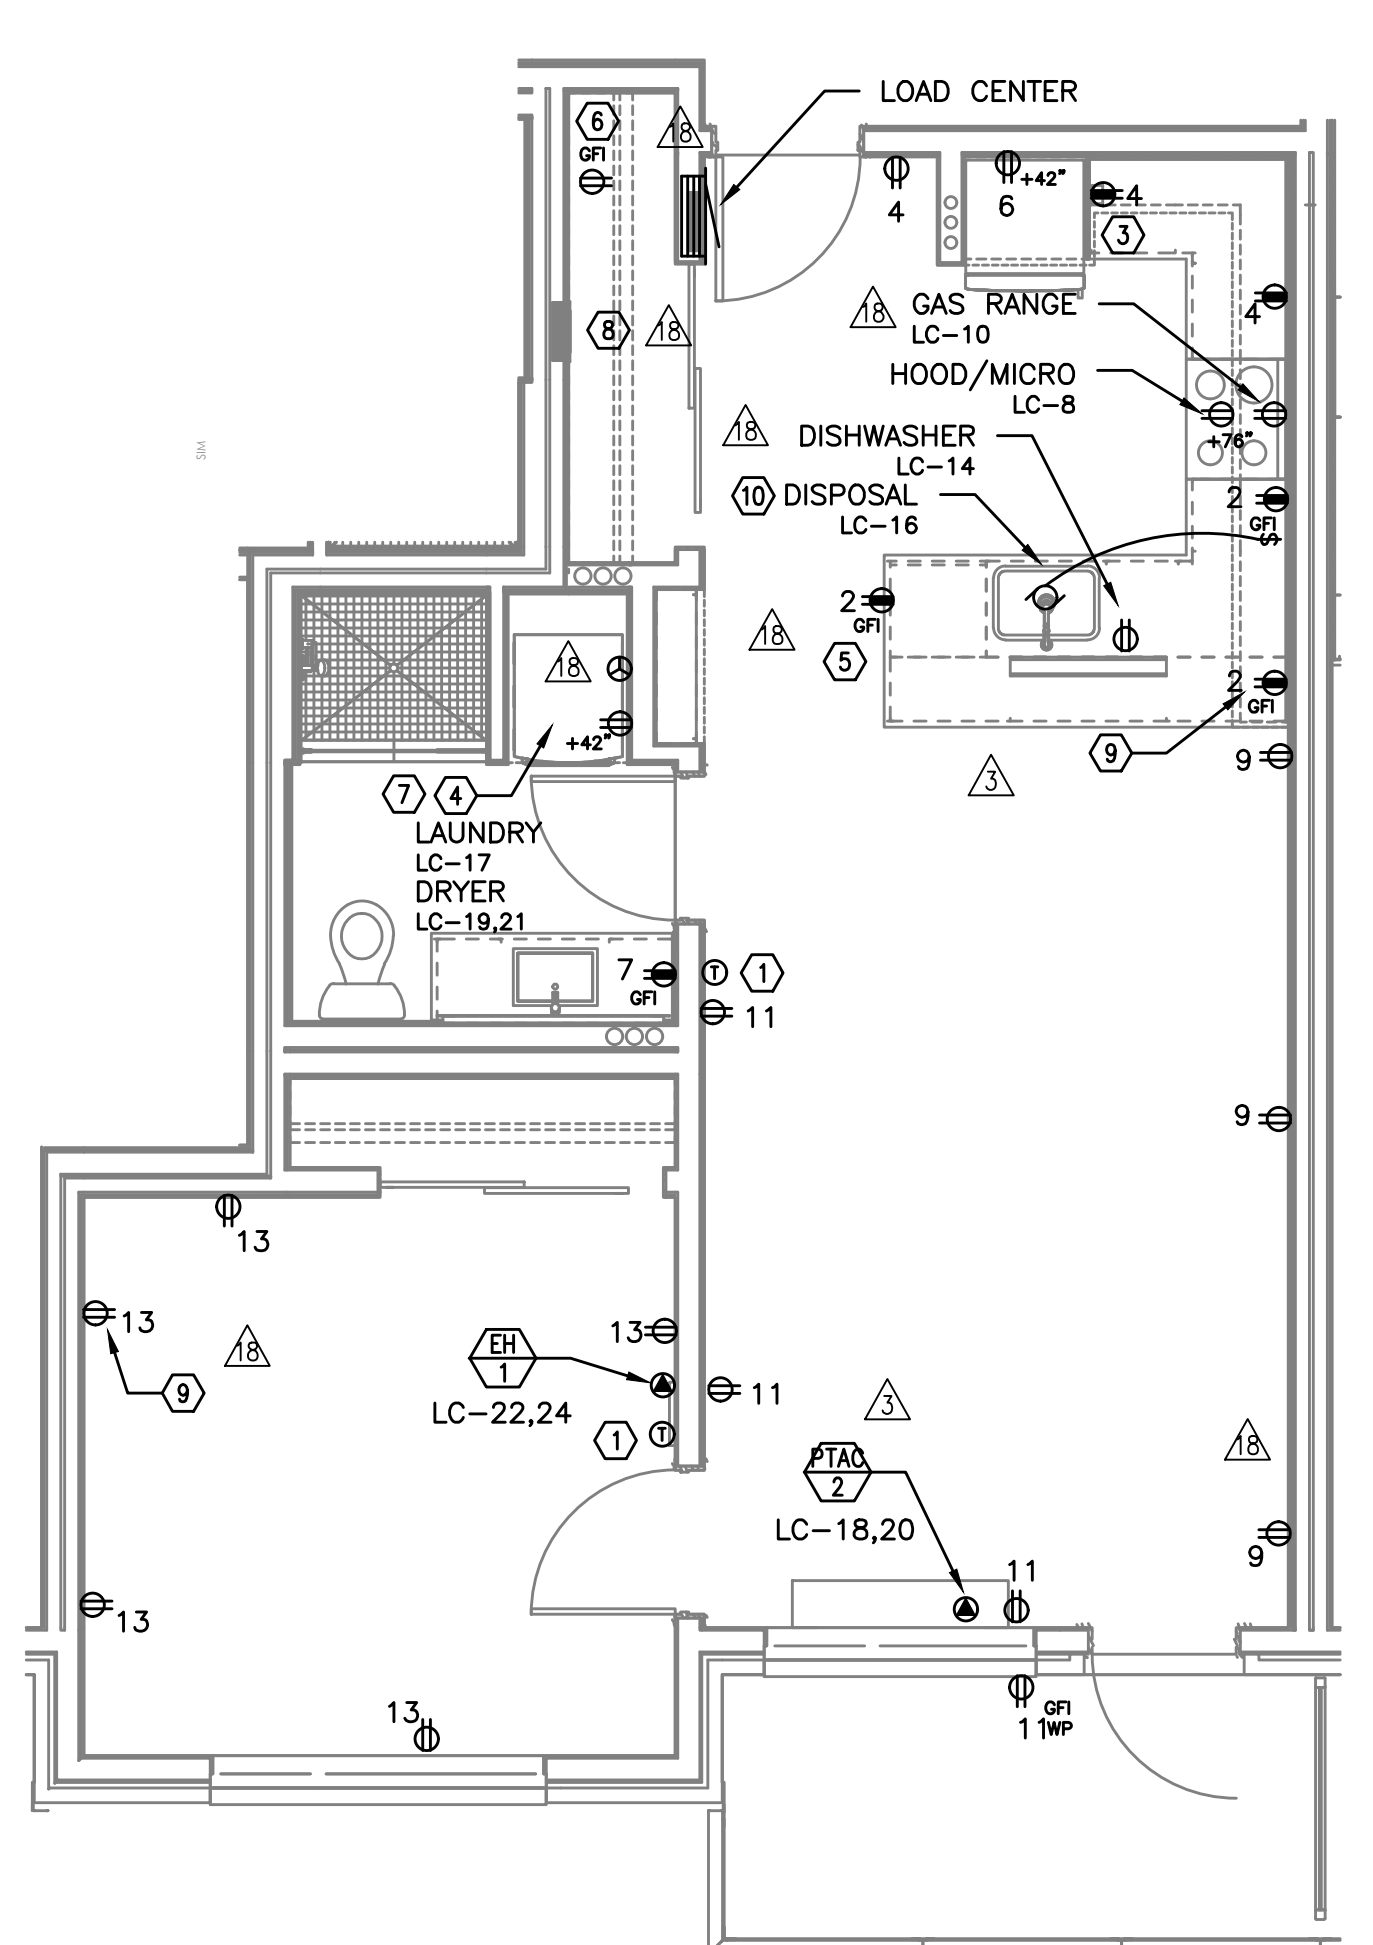 LOAD CENTER
6
18
GFI
+42"
4
6
4
3
8
18
18
GAS RANGE
4
LC-10
HOOD/MICRO
LC-8
18
DISHWASHER
+76"
SIM
LC-14
10
DISPOSAL
2
LC-16
GFI
S
2
GFI
18
5
18
2
GFI
+42"
9
9
3
7
4
LAUNDRY
LC-17
DRYER
LC-19,21
7
T
1
GFI
11
9
13
13
18
13
EH
1
9
11
3
LC-22,24
1
T
18
PTAC
2
LC-18,20
9
11
13
13
GFI
11
WP